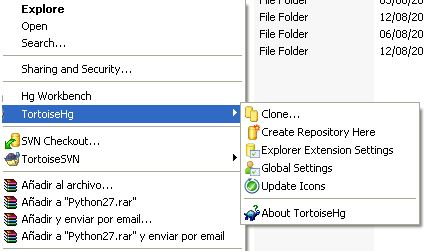 Explore
Open
Search...
Sharing and Security...
Hg Workbench
TortoiseHg
SVN Checkout...
TortoiseSVN
Añadir al archivo...
Añadir a "Python27.rar"
Añadir y enviar por email...
Añadir a "Python27.rar" y enviar por email
File Folder
File Folder 12/08/20
File Folder 06/08/20
File Folder 12/08/20
Clone...
Create Repository Here
Explorer Extension Settings
Global Settings
Update Icons
About TortoiseHg